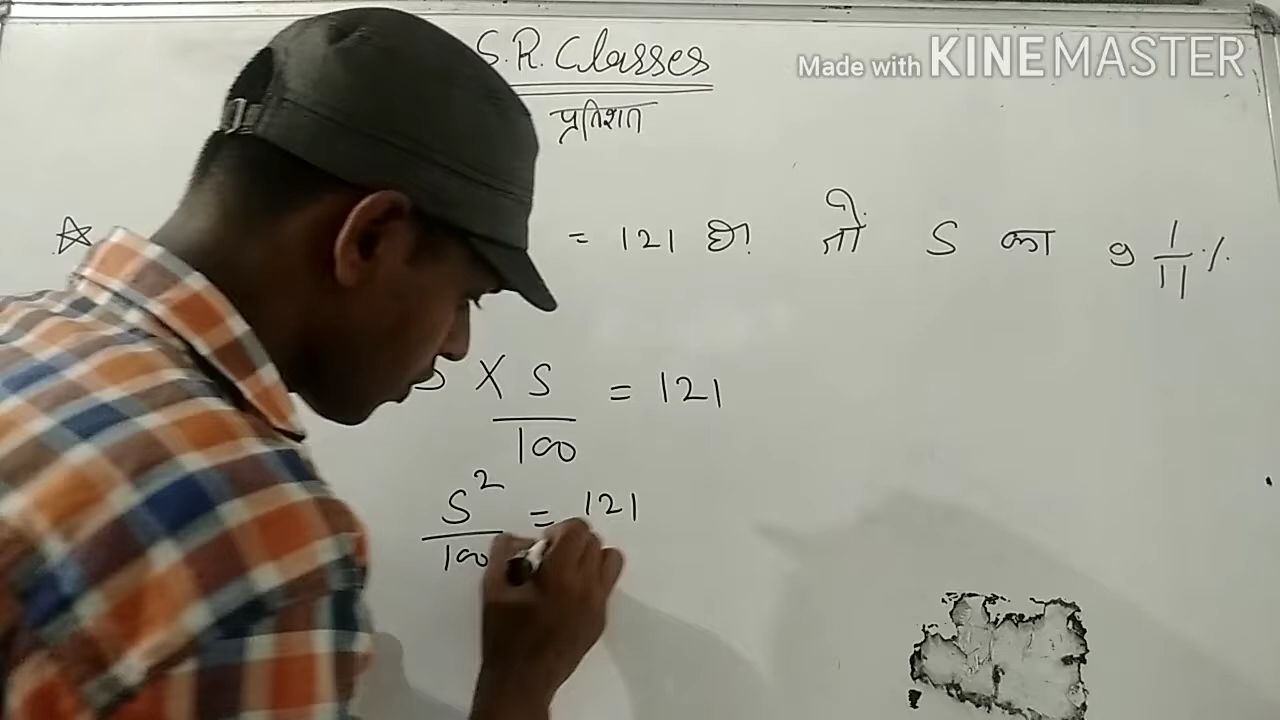 S.R. Classes
Made with KINEMASTER
प्रतिशत
= 121 हो तो S का 9 1/11 %
S X S/100 = 121
S²/100 = 121